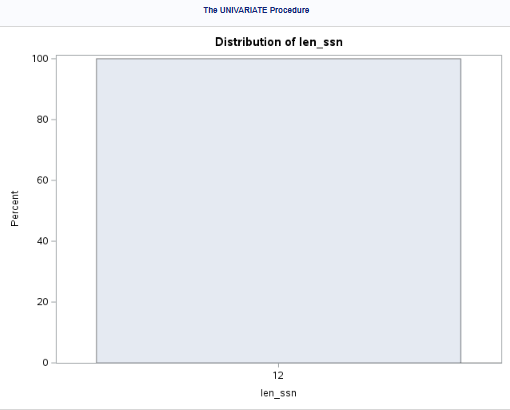 The UNIVARIATE Procedure
Distribution of len_ssn
100
80
60
40
20
0
Percent
12
len_ssn